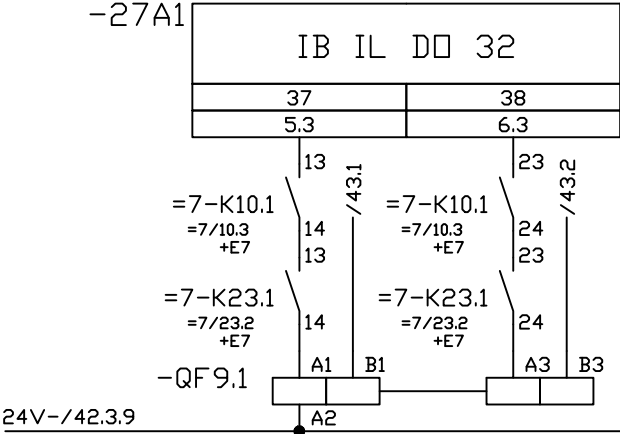 -27A1
IB IL DO 32
37 38
5.3 6.3
13 /43.1 23 /43.2
=7-K10.1 =7-K10.1
=7/10.3 14 =7/10.3 24
+E7 13 +E7 23
=7-K23.1 =7-K23.1
=7/23.2 14 =7/23.2 24
+E7 +E7
A1 B1 A3 B3
-QF9.1
24V-/42.3.9 A2